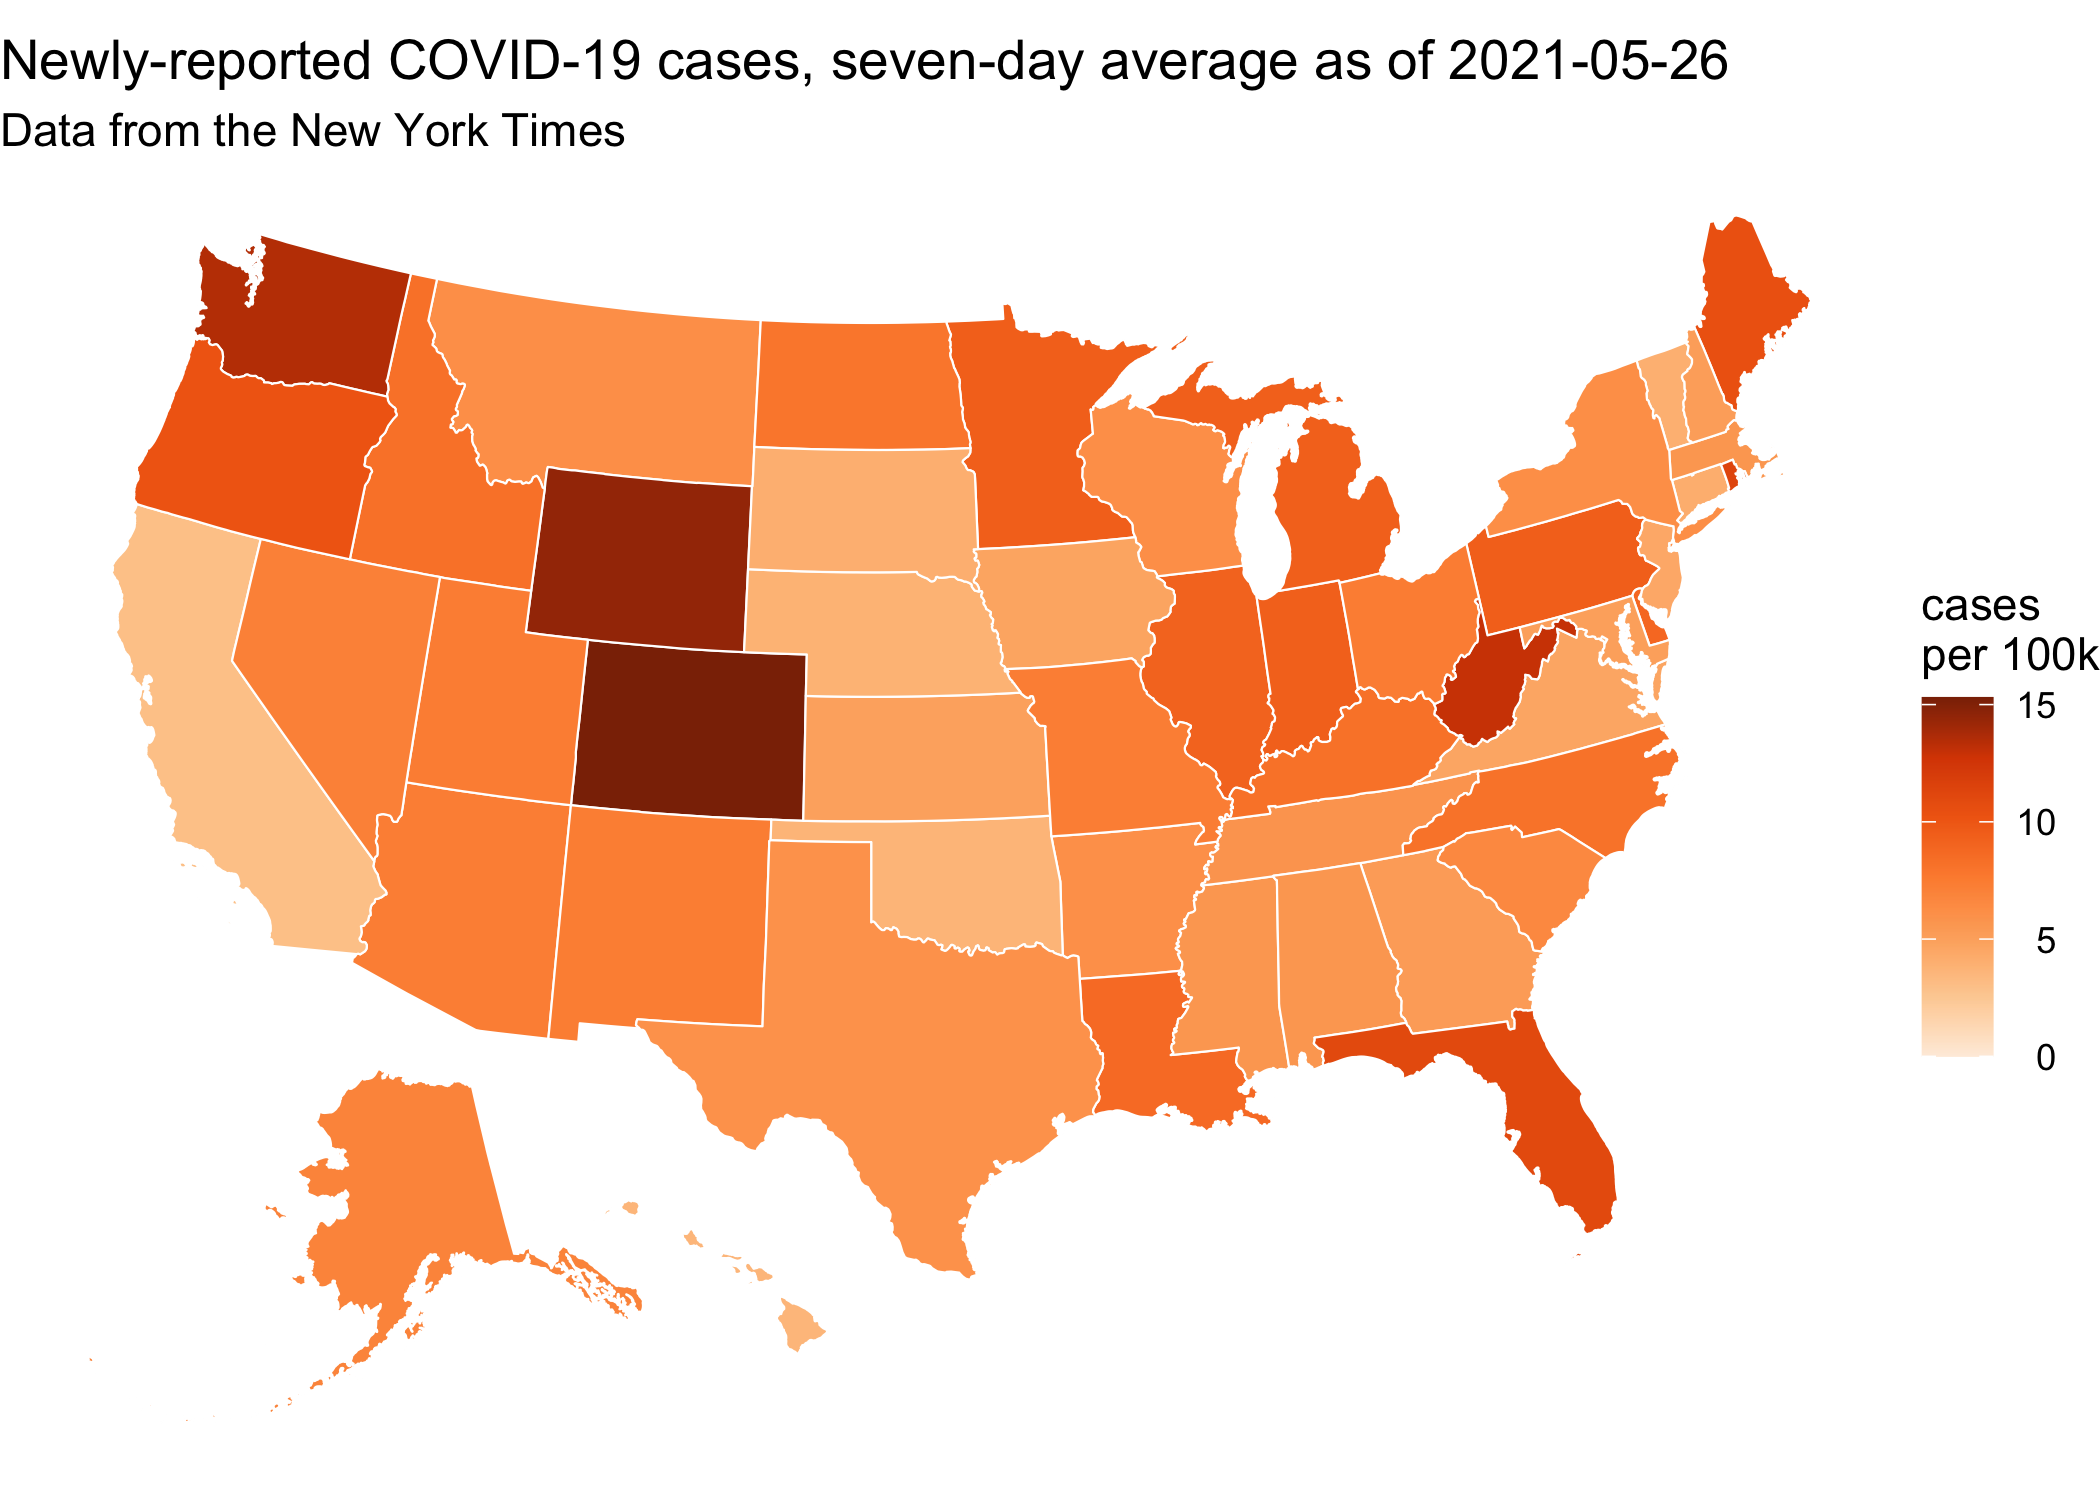 Newly-reported COVID-19 cases, seven-day average as of 2021-05-26
Data from the New York Times
cases
per 100k
15
10
5
0